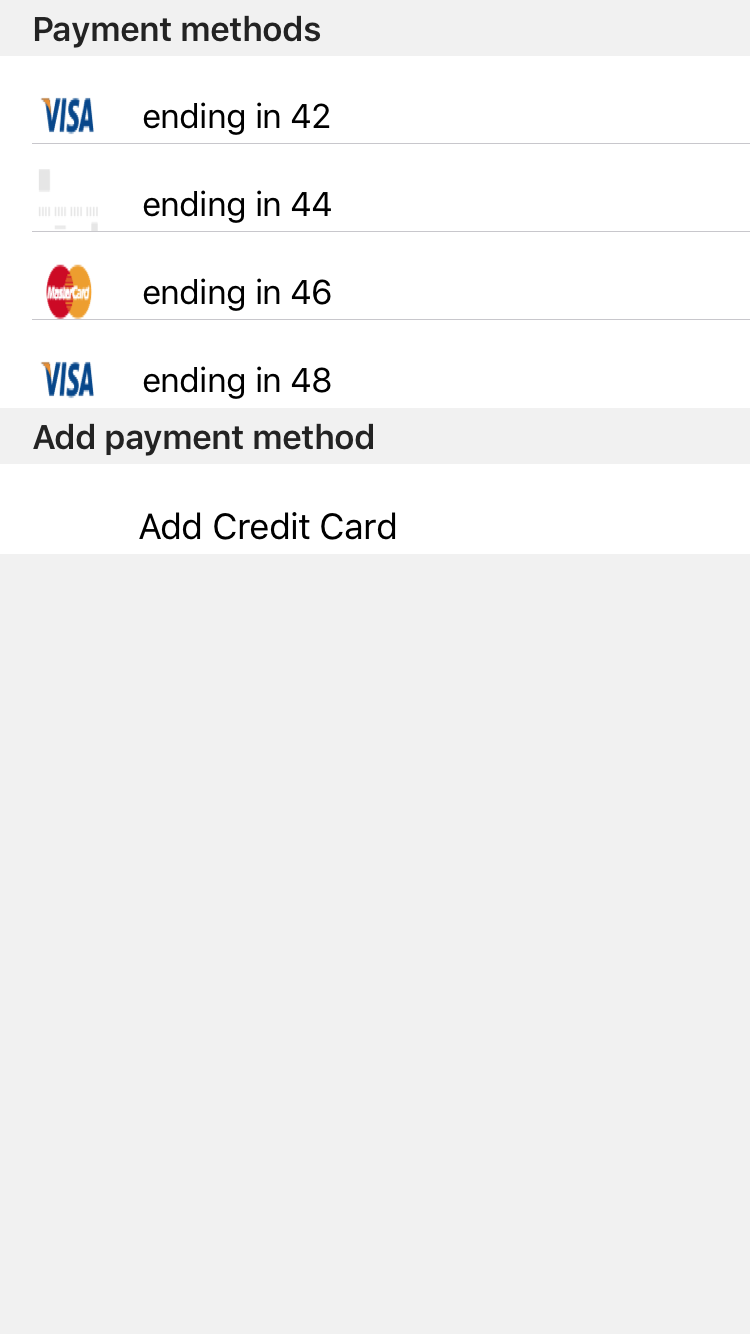 Payment methods
VISA ending in 42
ending in 44
MasterCard ending in 46
VISA ending in 48
Add payment method
Add Credit Card